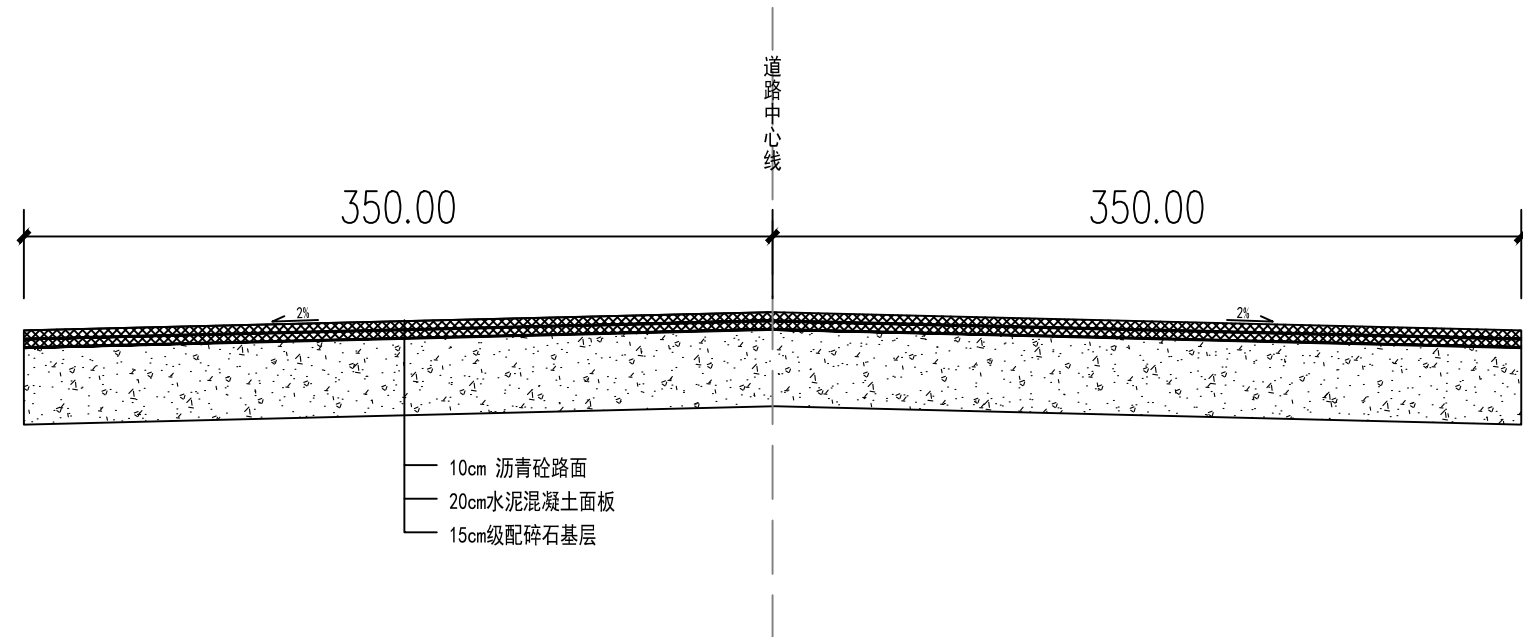 道路中心线
350.00
350.00
2%
2%
10cm 沥青砼路面
20cm水泥混凝土面板
15cm级配碎石基层